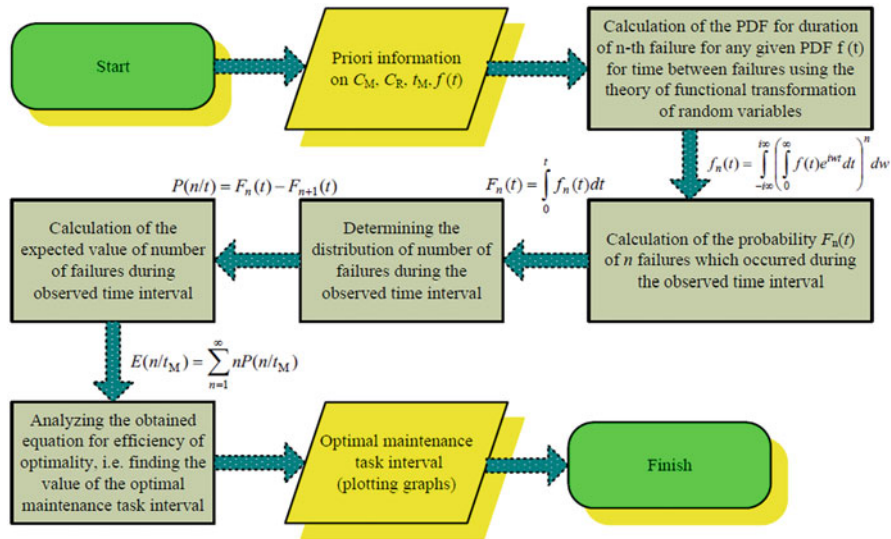 Start
Priori information
on C_M, C_R, t_M, f (t)
Calculation of the PDF for duration
of n-th failure for any given PDF f (t)
for time between failures using the
theory of functional transformation
of random variables
f_n(t) = ∫_{-i∞}^{i∞} (∫_0^∞ f(t)e^{iwt} dt)^n dw
Calculation of the probability F_n(t)
of n failures which occurred during
the observed time interval
F_n(t) = ∫_0^t f_n(t)dt
Determining the
distribution of number of
failures during the
observed time interval
P(n/t) = F_n(t) – F_{n+1}(t)
Calculation of the
expected value of number
of failures during
observed time interval
E(n/t_M) = ∑_{n=1}^∞ nP(n/t_M)
Analyzing the obtained
equation for efficiency of
optimality, i.e. finding the
value of the optimal
maintenance task interval
Optimal maintenance
task interval
(plotting graphs)
Finish